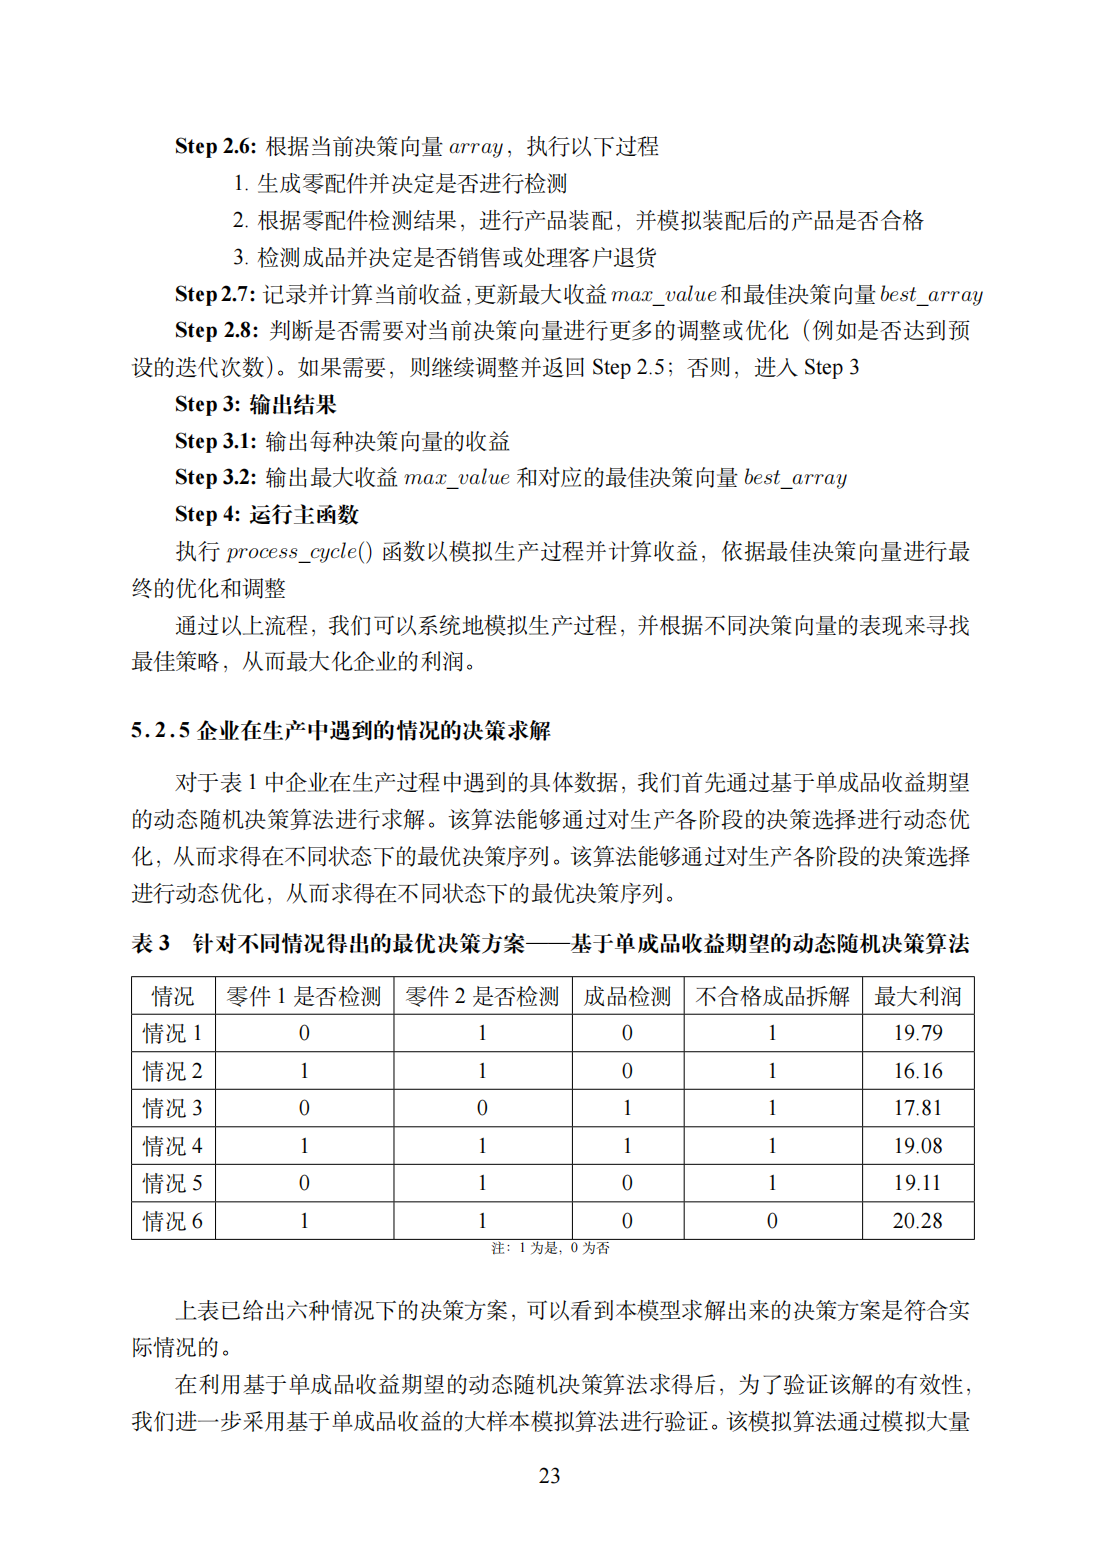 Step 2.6: 根据当前决策向量 array，执行以下过程
1. 生成零配件并决定是否进行检测
2. 根据零配件检测结果，进行产品装配，并模拟装配后的产品是否合格
3. 检测成品并决定是否销售或处理客户退货
Step 2.7: 记录并计算当前收益,更新最大收益 max_value 和最佳决策向量 best_array
Step 2.8: 判断是否需要对当前决策向量进行更多的调整或优化（例如是否达到预
设的迭代次数）。如果需要，则继续调整并返回 Step 2.5；否则，进入 Step 3
Step 3: 输出结果
Step 3.1: 输出每种决策向量的收益
Step 3.2: 输出最大收益 max_value 和对应的最佳决策向量 best_array
Step 4: 运行主函数
执行 process_cycle() 函数以模拟生产过程并计算收益，依据最佳决策向量进行最
终的优化和调整
通过以上流程，我们可以系统地模拟生产过程，并根据不同决策向量的表现来寻找
最佳策略，从而最大化企业的利润。
5.2.5 企业在生产中遇到的情况的决策求解
对于表 1 中企业在生产过程中遇到的具体数据，我们首先通过基于单成品收益期望
的动态随机决策算法进行求解。该算法能够通过对生产各阶段的决策选择进行动态优
化，从而求得在不同状态下的最优决策序列。该算法能够通过对生产各阶段的决策选择
进行动态优化，从而求得在不同状态下的最优决策序列。
表 3 针对不同情况得出的最优决策方案——基于单成品收益期望的动态随机决策算法
情况 零件 1 是否检测 零件 2 是否检测 成品检测 不合格成品拆解 最大利润
情况 1 0 1 0 1 19.79
情况 2 1 1 0 1 16.16
情况 3 0 0 1 1 17.81
情况 4 1 1 1 1 19.08
情况 5 0 1 0 1 19.11
情况 6 1 1 0 0 20.28
注：1 为是，0 为否
上表已给出六种情况下的决策方案，可以看到本模型求解出来的决策方案是符合实
际情况的。
在利用基于单成品收益期望的动态随机决策算法求得后，为了验证该解的有效性，
我们进一步采用基于单成品收益的大样本模拟算法进行验证。该模拟算法通过模拟大量
23